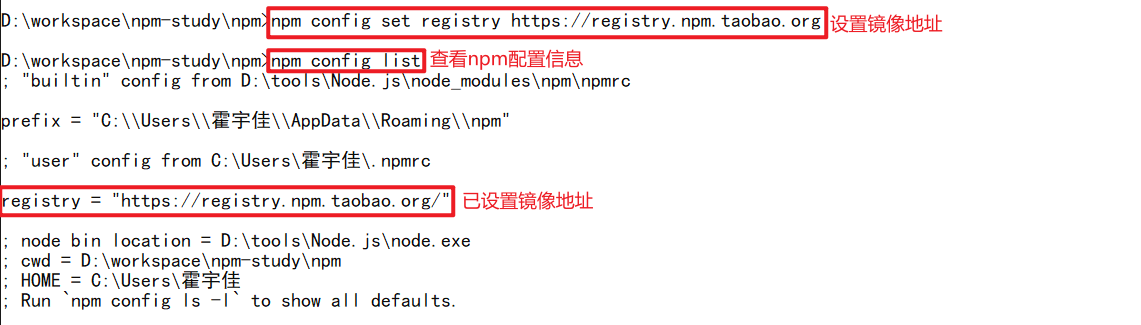 D:\workspace\npm-study\npm>npm config set registry https://registry.npm.taobao.org 设置镜像地址
D:\workspace\npm-study\npm>npm config list 查看npm配置信息
; "builtin" config from D:\tools\Node.js\node_modules\npm\npmrc
prefix = "C:\\Users\\霍宇佳\\AppData\\Roaming\\npm"
; "user" config from C:\Users\霍宇佳\.npmrc
registry = "https://registry.npm.taobao.org/" 已设置镜像地址
; node bin location = D:\tools\Node.js\node.exe
; cwd = D:\workspace\npm-study\npm
; HOME = C:\Users\霍宇佳
; Run `npm config ls -l` to show all defaults.